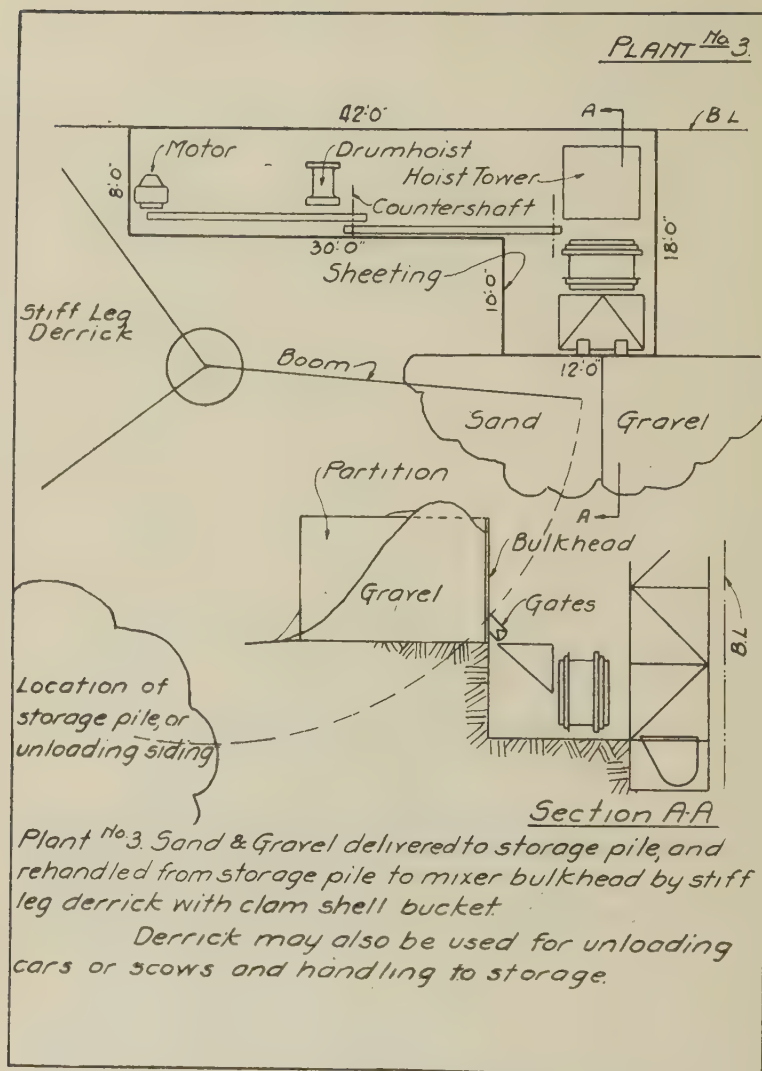 PLANT No. 3.
42'-0"
A
B.L
Motor
Drumhoist
Hoist Tower
8'-0"
Countershaft
18'-0"
30'-0"
Sheeting
10'-0"
Stiff Leg
Derrick
Boom
12'-0"
Sand
Gravel
Partition
A
Bulkhead
Gravel
Gates
B.L
Location of
storage pile, or
unloading siding
Section A-A
Plant No. 3. Sand & Gravel delivered to storage pile, and
rehandled from storage pile to mixer bulkhead by stiff
leg derrick with clam shell bucket.
Derrick may also be used for unloading
cars or scows and handling to storage.